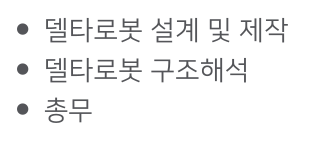 • 델타로봇 설계 및 제작
• 델타로봇 구조해석
• 총무